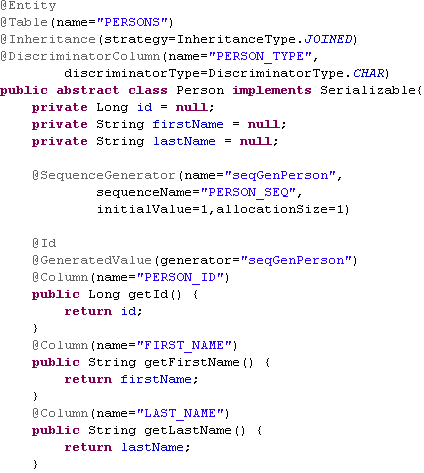 @Entity
@Table(name="PERSONS")
@Inheritance(strategy=InheritanceType.JOINED)
@DiscriminatorColumn(name="PERSON_TYPE",
        discriminatorType=DiscriminatorType.CHAR)
public abstract class Person implements Serializable{
    private Long id = null;
    private String firstName = null;
    private String lastName = null;

    @SequenceGenerator(name="seqGenPerson",
            sequenceName="PERSON_SEQ",
            initialValue=1,allocationSize=1)

    @Id
    @GeneratedValue(generator="seqGenPerson")
    @Column(name="PERSON_ID")
    public Long getId() {
        return id;
    }
    @Column(name="FIRST_NAME")
    public String getFirstName() {
        return firstName;
    }
    @Column(name="LAST_NAME")
    public String getLastName() {
        return lastName;
    }